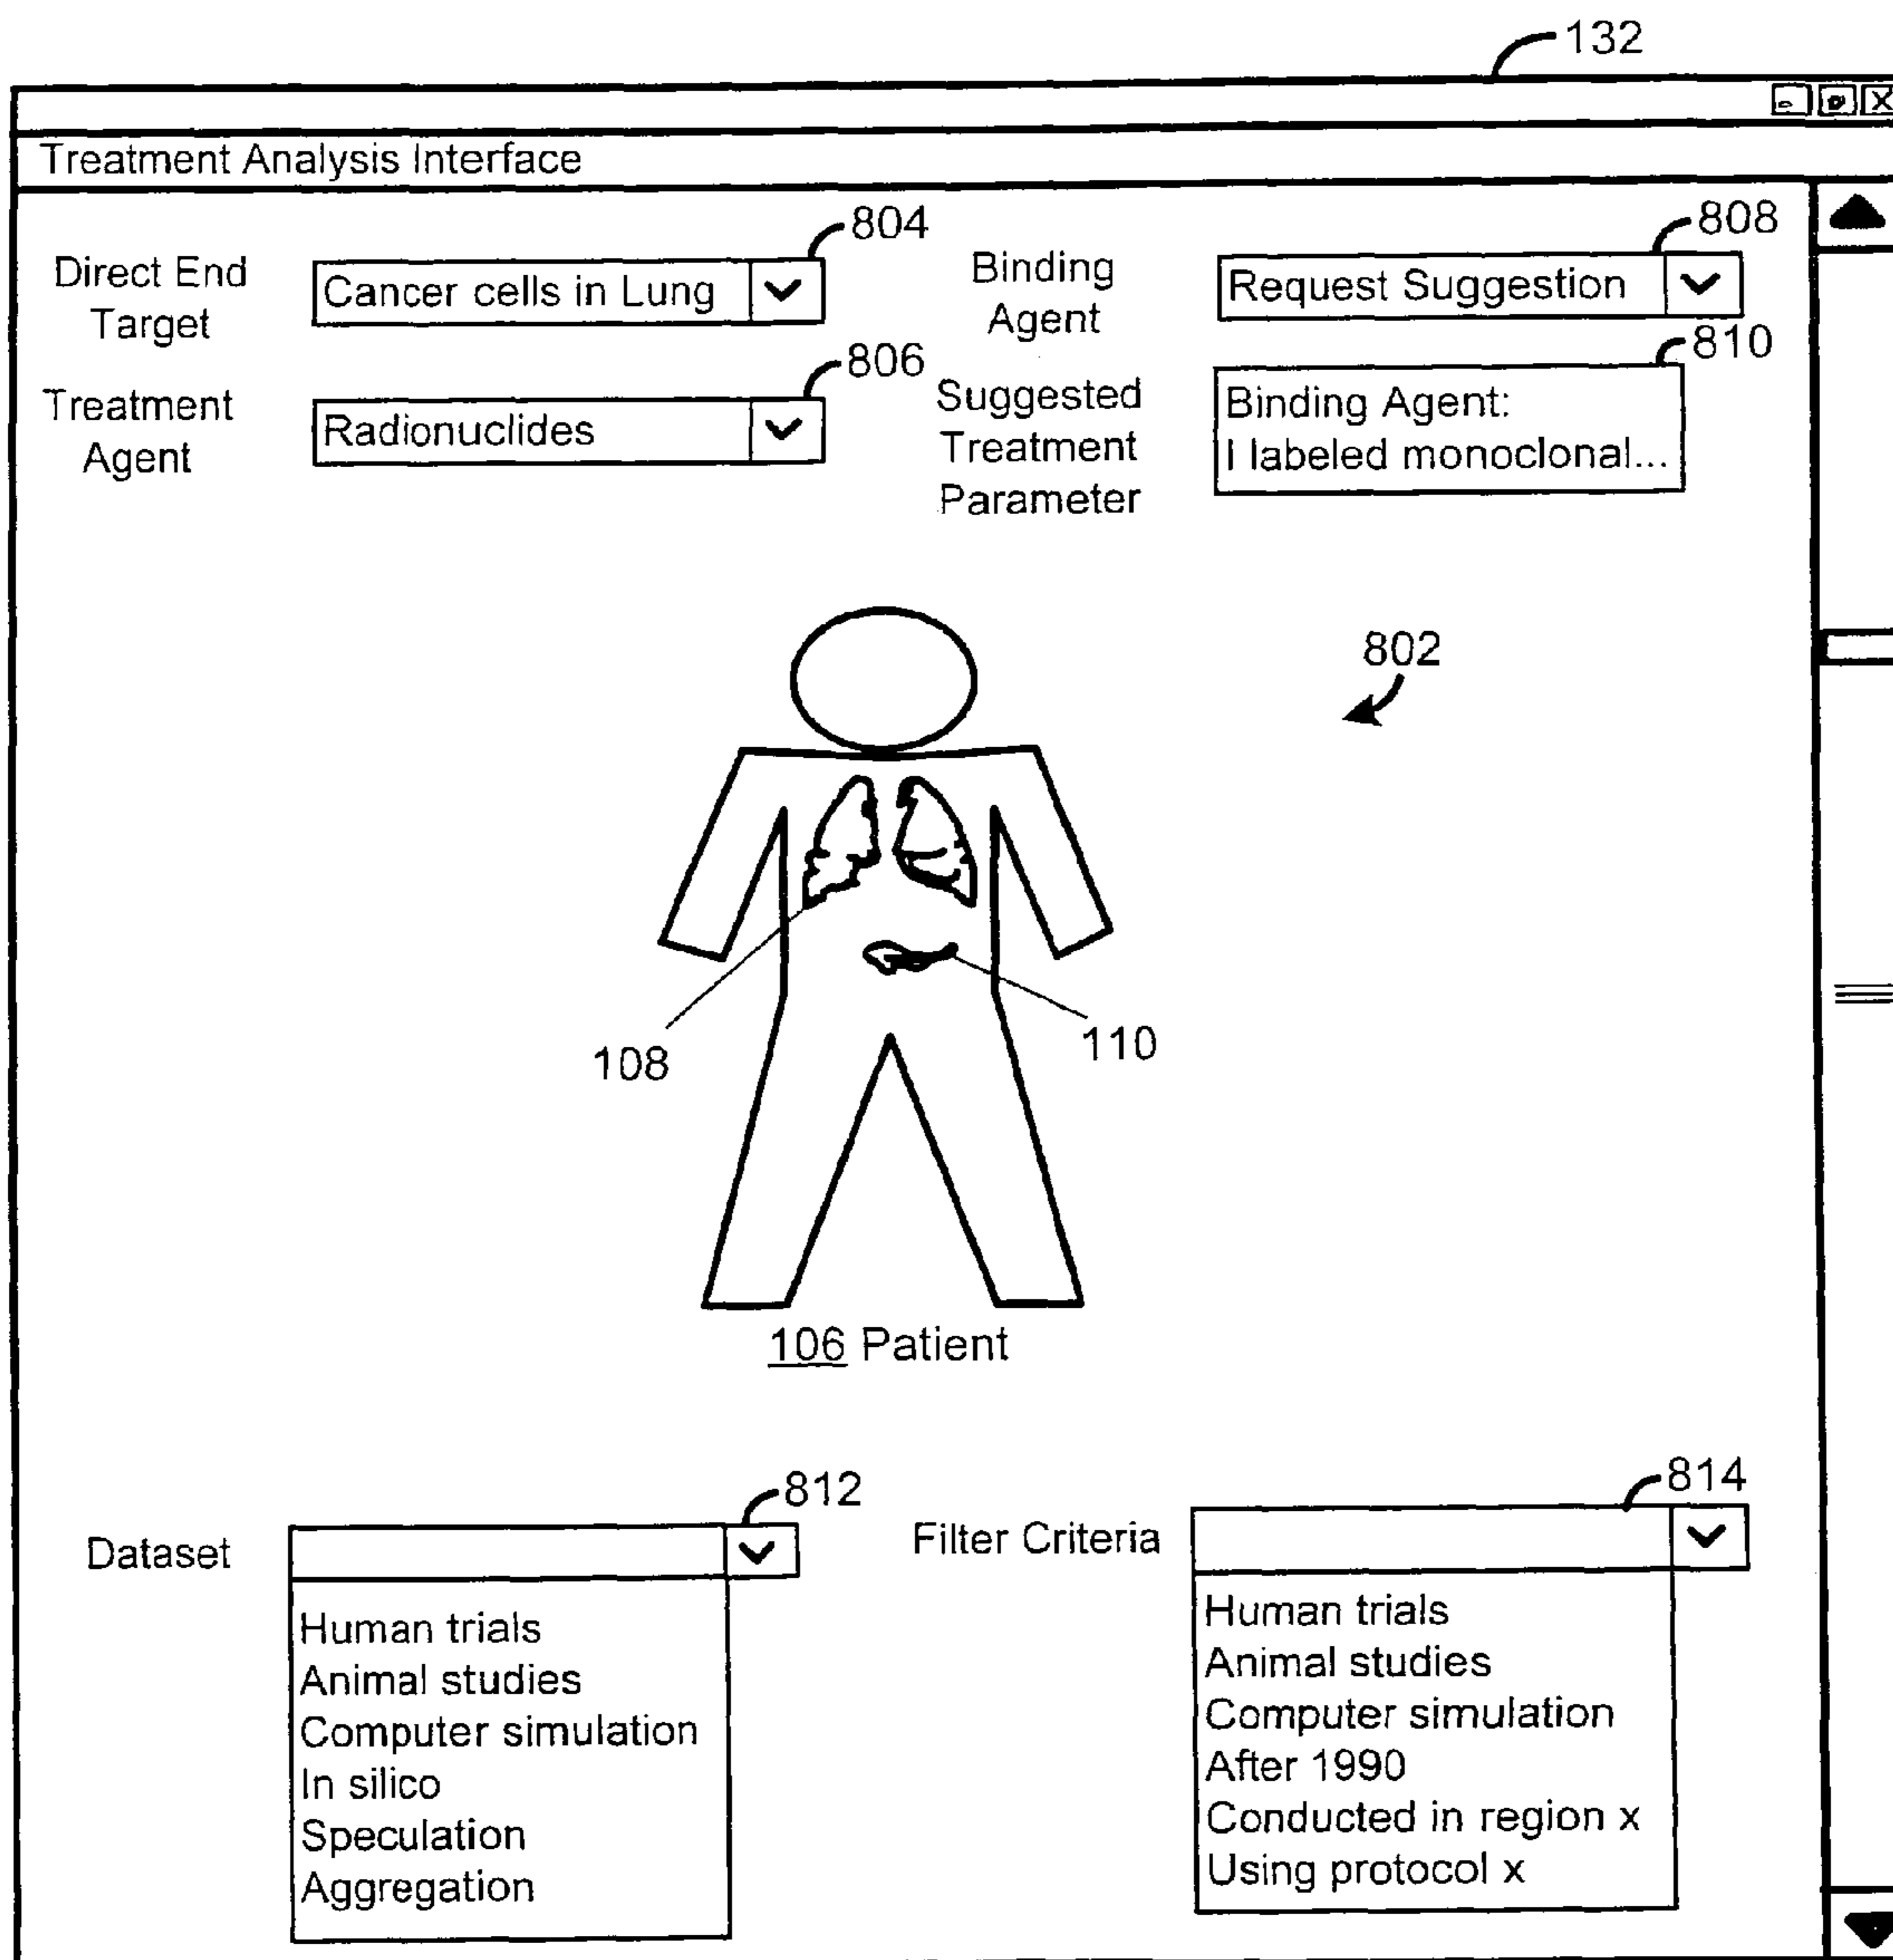 132
Treatment Analysis Interface
804
808
Direct End
Target
Cancer cells in Lung
Binding
Agent
Request Suggestion
806
810
Treatment
Agent
Radionuclides
Suggested
Treatment
Parameter
Binding Agent:
I labeled monoclonal...
802
108
110
106 Patient
812
814
Dataset
Human trials
Animal studies
Computer simulation
In silico
Speculation
Aggregation
Filter Criteria
Human trials
Animal studies
Computer simulation
After 1990
Conducted in region x
Using protocol x